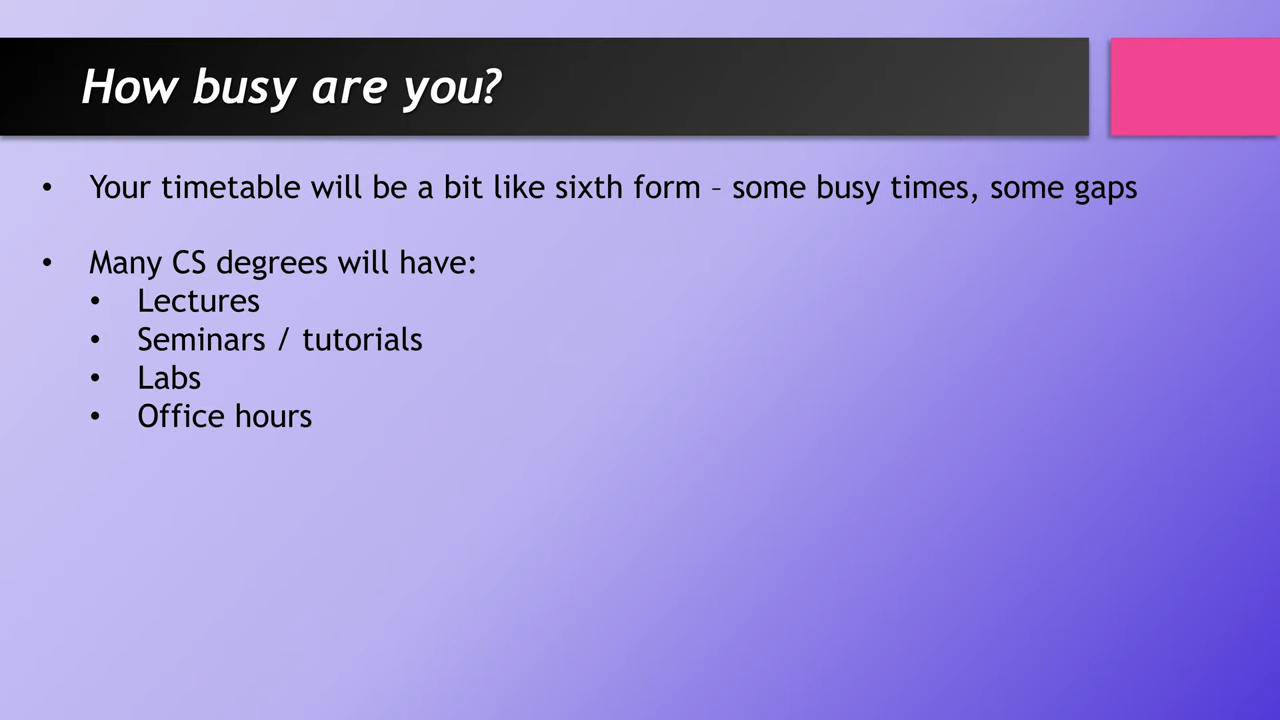 How busy are you?
• Your timetable will be a bit like sixth form – some busy times, some gaps
• Many CS degrees will have:
• Lectures
• Seminars / tutorials
• Labs
• Office hours